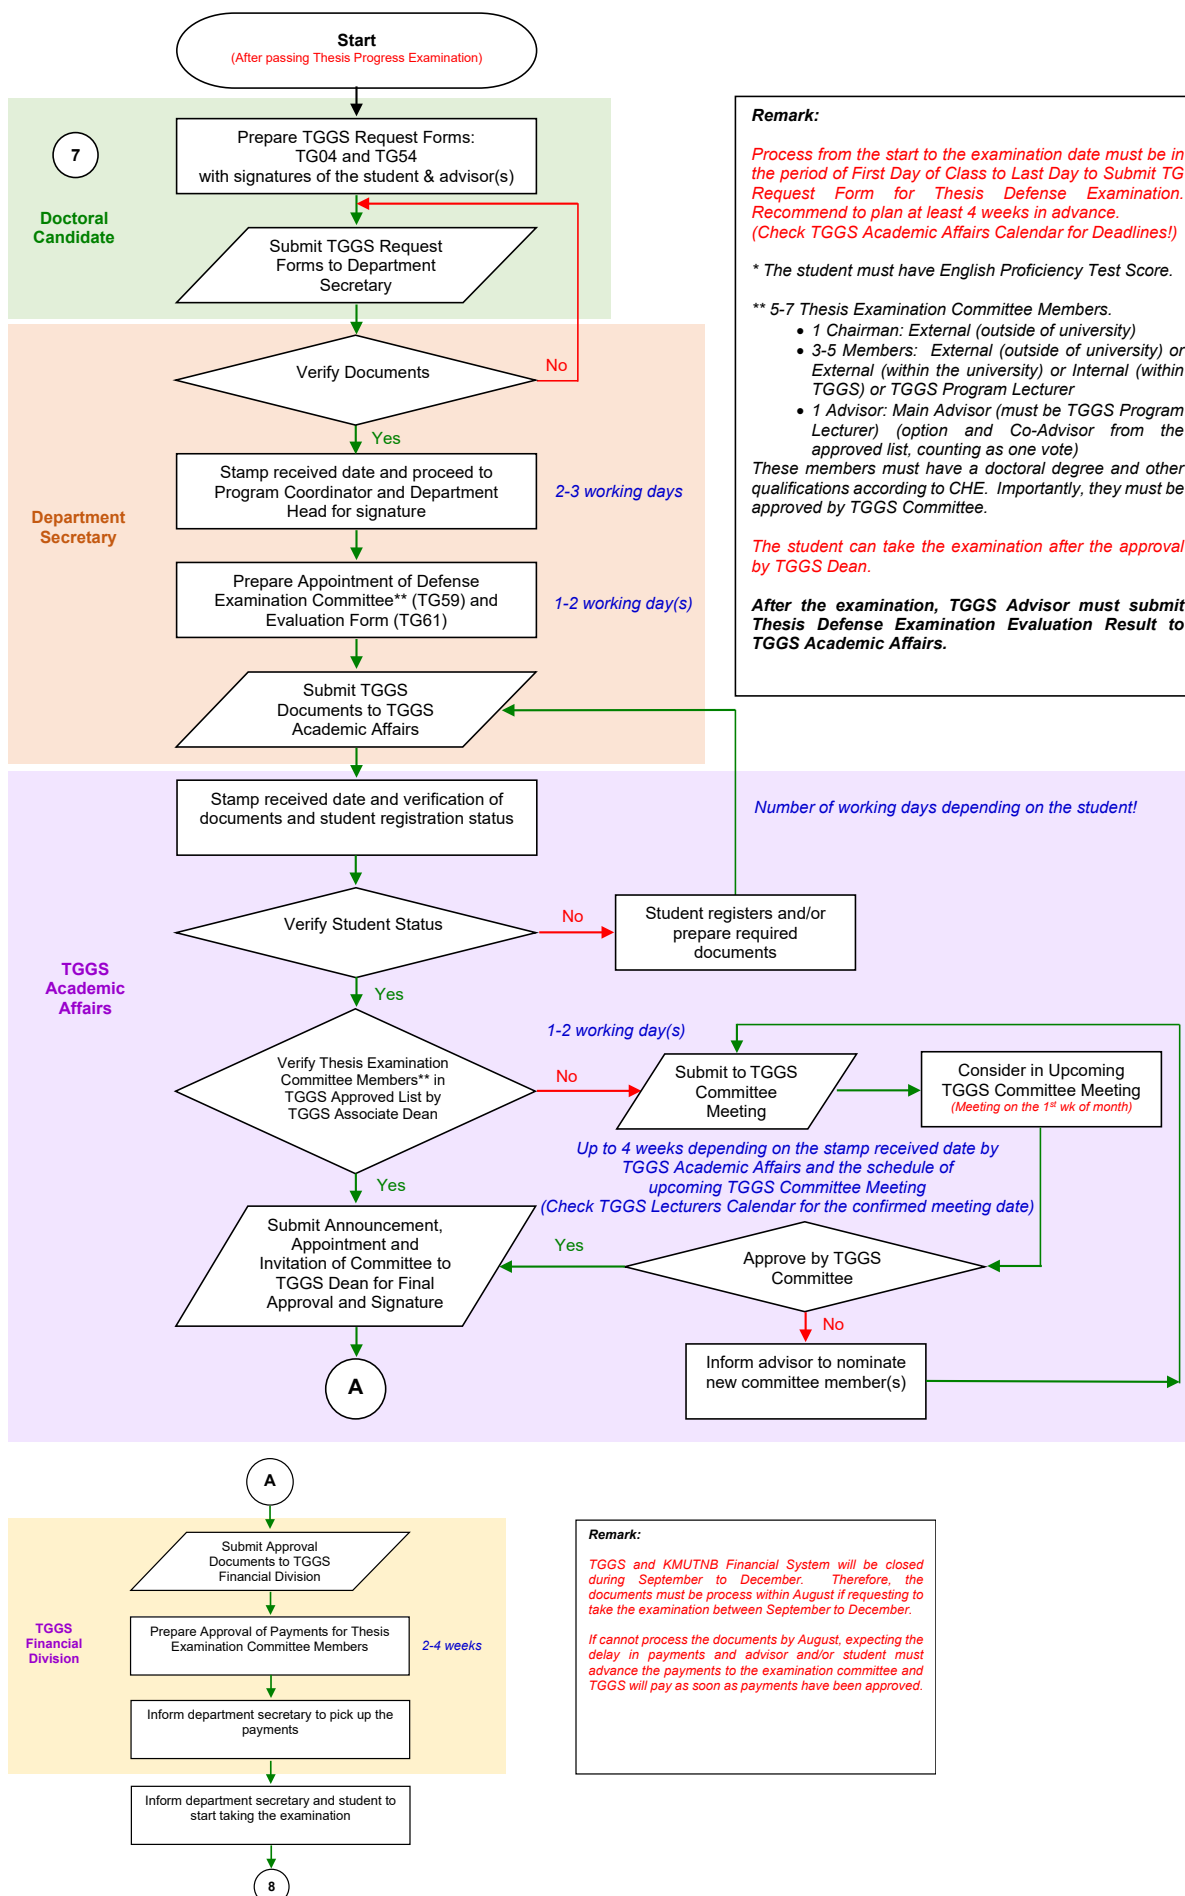 Start
(After passing Thesis Progress Examination)
7
Doctoral
Candidate
Prepare TGGS Request Forms:
TG04 and TG54
with signatures of the student & advisor(s)
Submit TGGS Request
Forms to Department
Secretary
Remark:
Process from the start to the examination date must be in
the period of First Day of Class to Last Day to Submit TG
Request Form for Thesis Defense Examination.
Recommend to plan at least 4 weeks in advance.
(Check TGGS Academic Affairs Calendar for Deadlines!)
* The student must have English Proficiency Test Score.
** 5-7 Thesis Examination Committee Members.
• 1 Chairman: External (outside of university)
• 3-5 Members: External (outside of university) or
External (within the university) or Internal (within
TGGS) or TGGS Program Lecturer
• 1 Advisor: Main Advisor (must be TGGS Program
Lecturer) (option and Co-Advisor from the
approved list, counting as one vote)
These members must have a doctoral degree and other
qualifications according to CHE. Importantly, they must be
approved by TGGS Committee.
The student can take the examination after the approval
by TGGS Dean.
After the examination, TGGS Advisor must submit
Thesis Defense Examination Evaluation Result to
TGGS Academic Affairs.
Verify Documents
No
Yes
Department
Secretary
Stamp received date and proceed to
Program Coordinator and Department
Head for signature
2-3 working days
Prepare Appointment of Defense
Examination Committee** (TG59) and
Evaluation Form (TG61)
1-2 working day(s)
Submit TGGS
Documents to TGGS
Academic Affairs
Stamp received date and verification of
documents and student registration status
Number of working days depending on the student!
Verify Student Status
No
Student registers and/or
prepare required
documents
Yes
TGGS
Academic
Affairs
1-2 working day(s)
Verify Thesis Examination
Committee Members** in
TGGS Approved List by
TGGS Associate Dean
No
Submit to TGGS
Committee
Meeting
Consider in Upcoming
TGGS Committee Meeting
(Meeting on the 1st wk of month)
Up to 4 weeks depending on the stamp received date by
TGGS Academic Affairs and the schedule of
upcoming TGGS Committee Meeting
(Check TGGS Lecturers Calendar for the confirmed meeting date)
Yes
Submit Announcement,
Appointment and
Invitation of Committee to
TGGS Dean for Final
Approval and Signature
Yes
Approve by TGGS
Committee
No
Inform advisor to nominate
new committee member(s)
A
A
Submit Approval
Documents to TGGS
Financial Division
TGGS
Financial
Division
Prepare Approval of Payments for Thesis
Examination Committee Members
2-4 weeks
Inform department secretary to pick up the
payments
Inform department secretary and student to
start taking the examination
8
Remark:
TGGS and KMUTNB Financial System will be closed
during September to December. Therefore, the
documents must be process within August if requesting to
take the examination between September to December.
If cannot process the documents by August, expecting the
delay in payments and advisor and/or student must
advance the payments to the examination committee and
TGGS will pay as soon as payments have been approved.